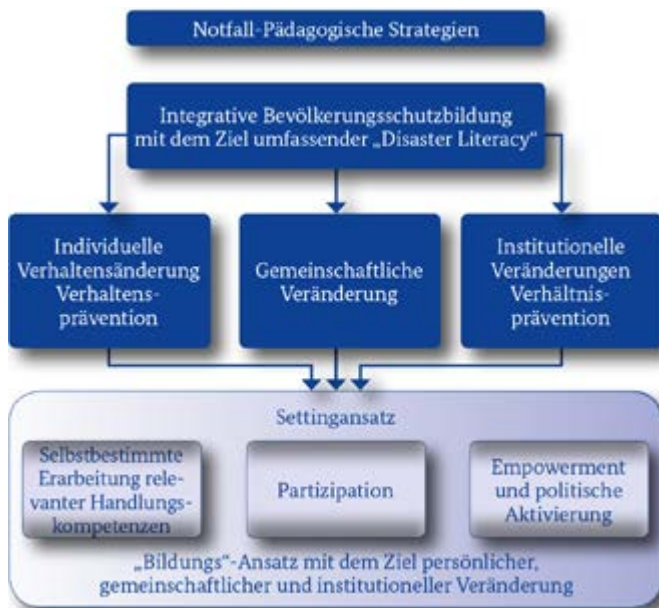 Notfall-Pädagogische Strategien
Integrative Bevölkerungsschutzbildung
mit dem Ziel umfassender „Disaster Literacy“
Individuelle
Verhaltensänderung
Verhaltens-
prävention
Gemeinschaftliche
Veränderung
Institutionelle
Veränderungen
Verhältnis-
prävention
Settingansatz
Selbstbestimmte
Erarbeitung rele-
vanter Handlungs-
kompetenzen
Partizipation
Empowerment
und politische
Aktivierung
„Bildungs“-Ansatz mit dem Ziel persönlicher,
gemeinschaftlicher und institutioneller Veränderung